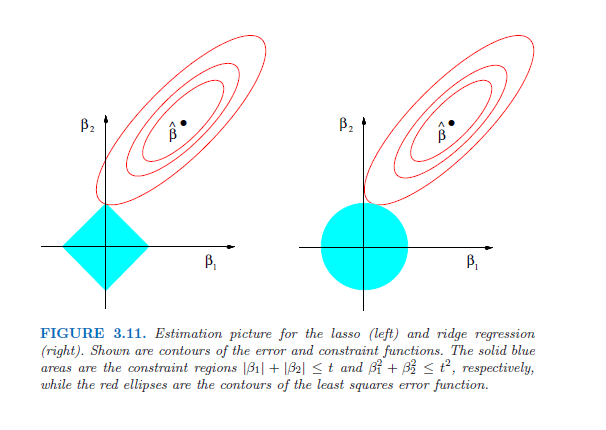 β₂
β̂
β₁
β₂
β̂
β₁
FIGURE 3.11. Estimation picture for the lasso (left) and ridge regression
(right). Shown are contours of the error and constraint functions. The solid blue
areas are the constraint regions |β₁| + |β₂| ≤ t and β₁² + β₂² ≤ t², respectively,
while the red ellipses are the contours of the least squares error function.